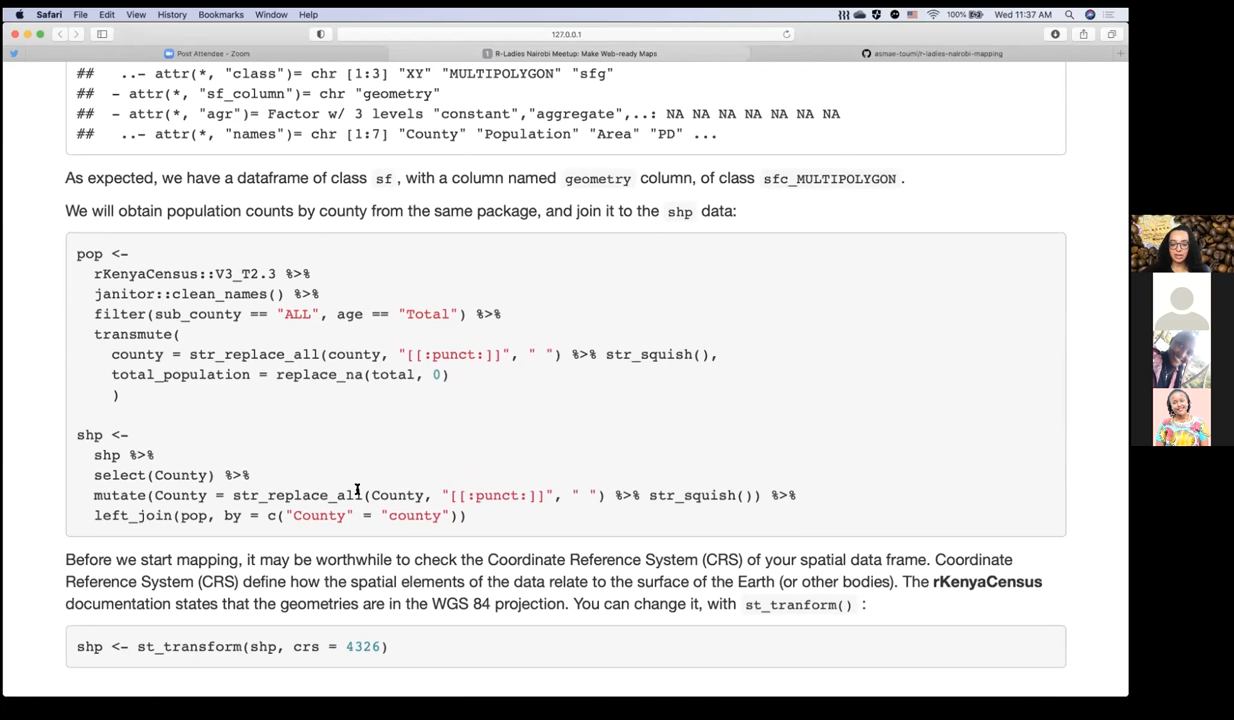 Safari File Edit View History Bookmarks Window Help 100% Wed 11:37 AM
127.0.0.1
Post Attendee - Zoom R-Ladies Nairobi Meetup: Make Web-ready Maps asmae-toumi/r-ladies-nairobi-mapping
##   ..- attr(*, "class")= chr [1:3] "XY" "MULTIPOLYGON" "sfg"
##  - attr(*, "sf_column")= chr "geometry"
##  - attr(*, "agr")= Factor w/ 3 levels "constant","aggregate",..: NA NA NA NA NA NA NA
##   ..- attr(*, "names")= chr [1:7] "County" "Population" "Area" "PD" ...
As expected, we have a dataframe of class sf , with a column named geometry column, of class sfc_MULTIPOLYGON .
We will obtain population counts by county from the same package, and join it to the shp data:
pop <-
  rKenyaCensus::V3_T2.3 %>%
  janitor::clean_names() %>%
  filter(sub_county == "ALL", age == "Total") %>%
  transmute(
    county = str_replace_all(county, "[[:punct:]]", " ") %>% str_squish(),
    total_population = replace_na(total, 0)
    )
shp <-
  shp %>%
  select(County) %>%
  mutate(County = str_replace_all(County, "[[:punct:]]", " ") %>% str_squish()) %>%
  left_join(pop, by = c("County" = "county"))
Before we start mapping, it may be worthwhile to check the Coordinate Reference System (CRS) of your spatial data frame. Coordinate
Reference System (CRS) define how the spatial elements of the data relate to the surface of the Earth (or other bodies). The rKenyaCensus
documentation states that the geometries are in the WGS 84 projection. You can change it, with st_tranform() :
shp <- st_transform(shp, crs = 4326)